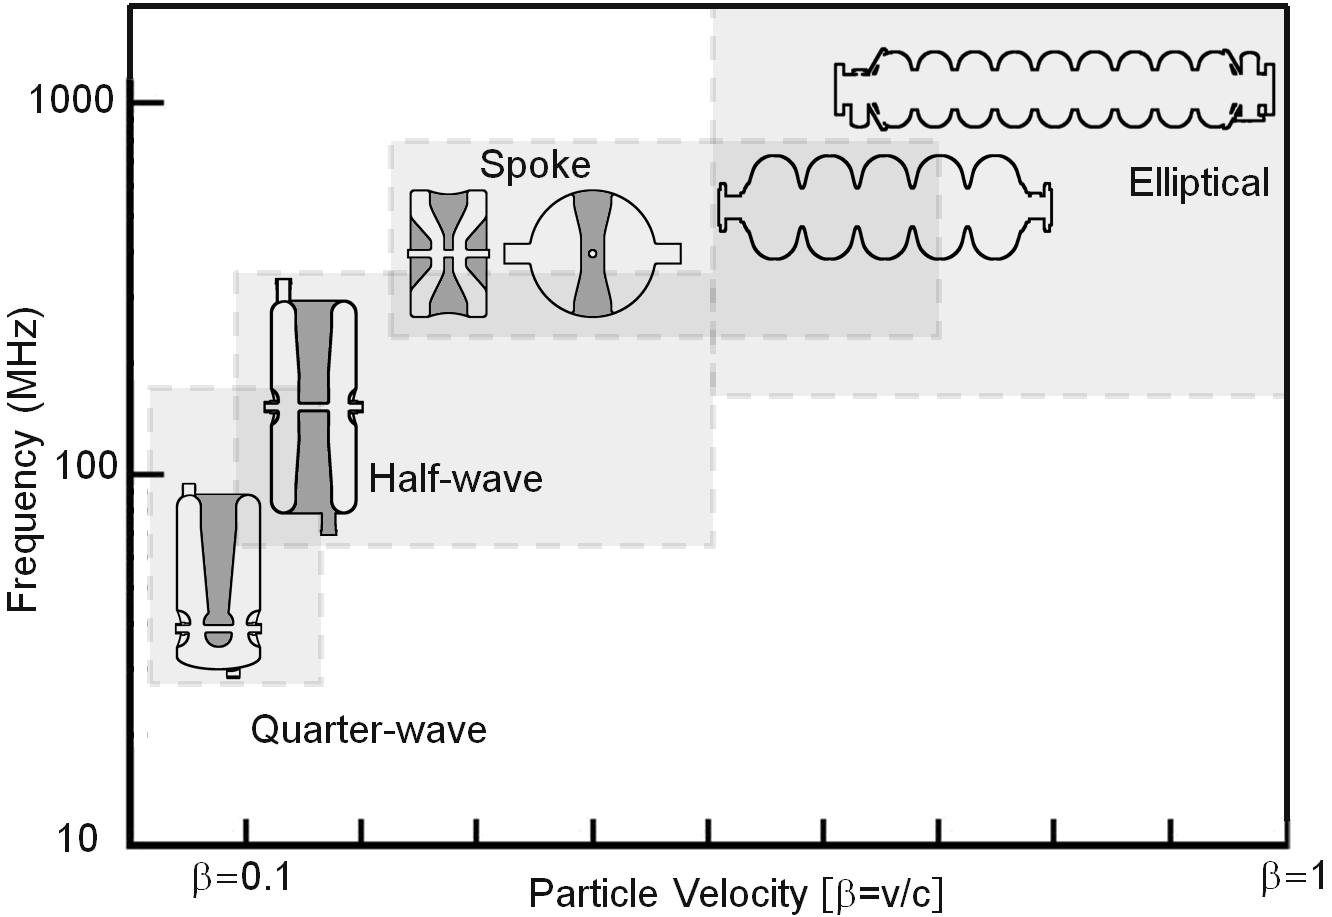 1000
Spoke
Elliptical
Frequency (MHz)
100
Half-wave
Quarter-wave
10
β=0.1
Particle Velocity [β=v/c]
β=1